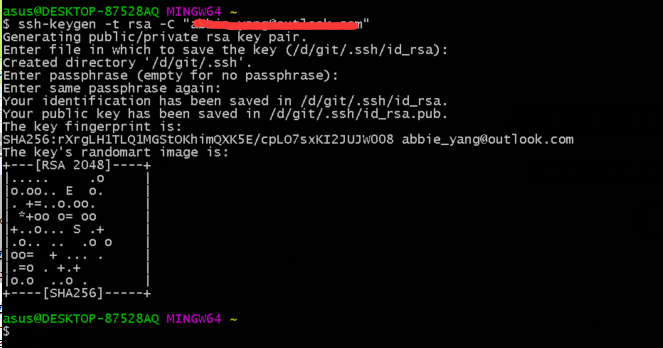 asus@DESKTOP-87528AQ MINGW64 ~
$ ssh-keygen -t rsa -C "
Generating public/private rsa key pair.
Enter file in which to save the key (/d/git/.ssh/id_rsa):
Created directory '/d/git/.ssh'.
Enter passphrase (empty for no passphrase):
Enter same passphrase again:
Your identification has been saved in /d/git/.ssh/id_rsa.
Your public key has been saved in /d/git/.ssh/id_rsa.pub.
The key fingerprint is:
SHA256:rXrgLH1TLQ1MGStOKhimQXK5E/cpLO7sxKI2JUJWOO8 abbie_yang@outlook.com
The key's randomart image is:
+---[RSA 2048]----+
|.....     .o     |
|o.oo.. E  o.     |
|. +=..o.oo.      |
| *+oo o= oo      |
|+..o... S .+     |
|.o.. ..  .o o    |
|oo=  + ... .     |
|.=o . +.+        |
|o.o  ..o .       |
+----[SHA256]-----+
asus@DESKTOP-87528AQ MINGW64 ~
$